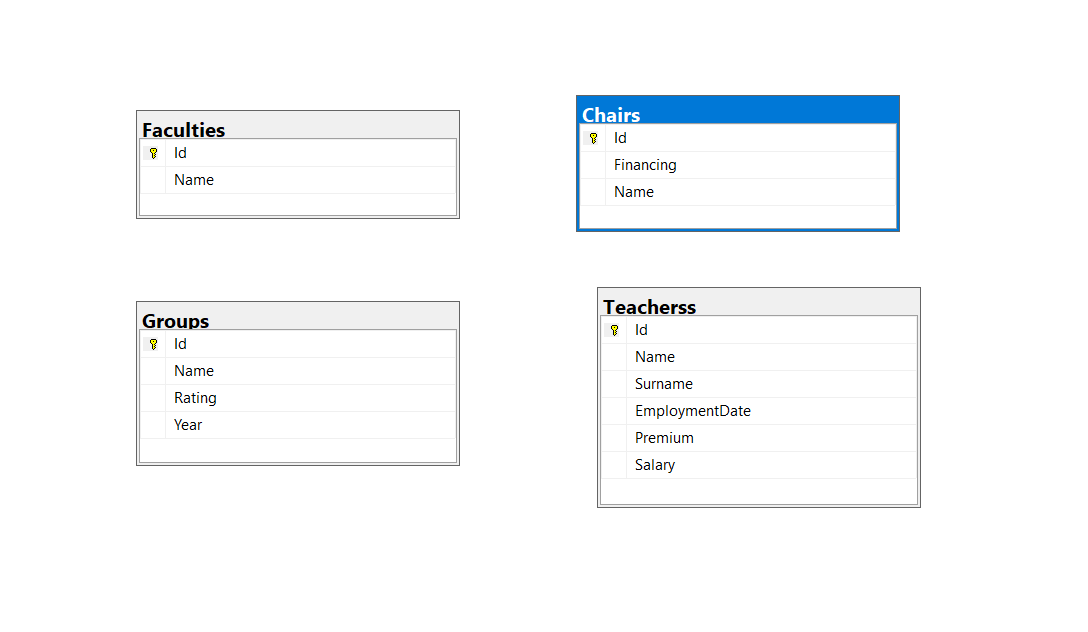 Faculties
Id
Name
Chairs
Id
Financing
Name
Groups
Id
Name
Rating
Year
Teacherss
Id
Name
Surname
EmploymentDate
Premium
Salary